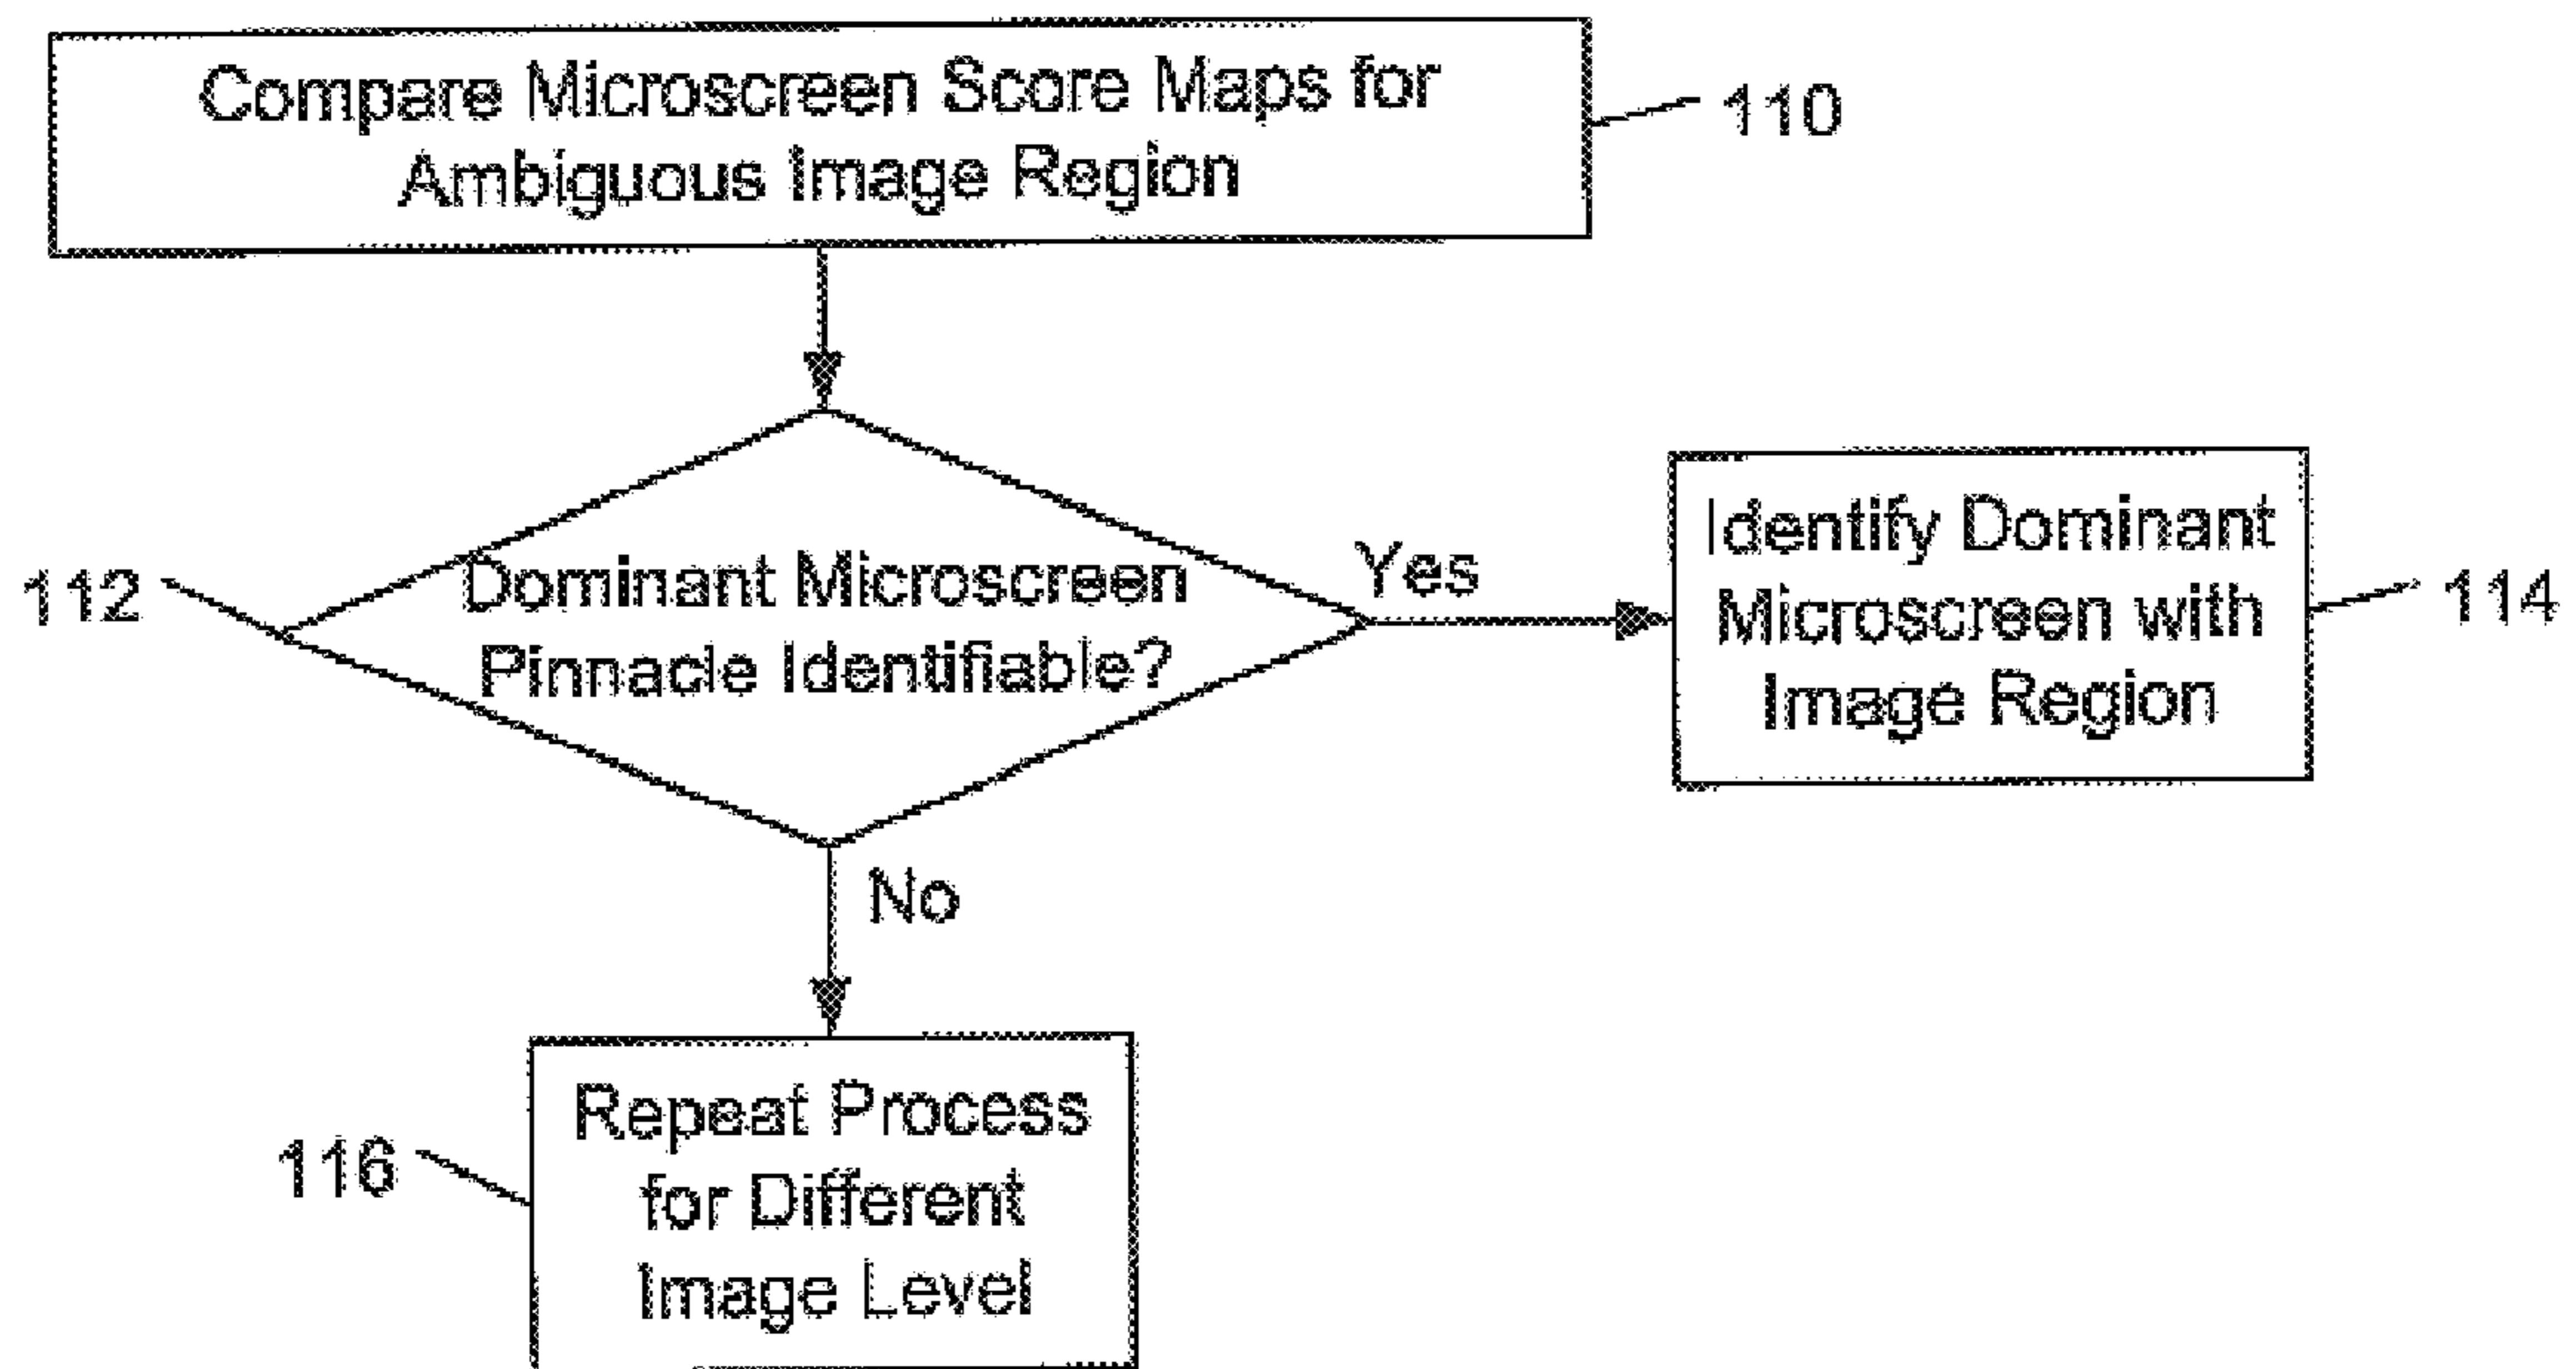 Compare Microscreen Score Maps for
Ambiguous Image Region
110
Dominant Microscreen
Pinnacle Identifiable?
112
Yes
Identify Dominant
Microscreen with
Image Region
114
No
Repeat Process
for Different
Image Level
116